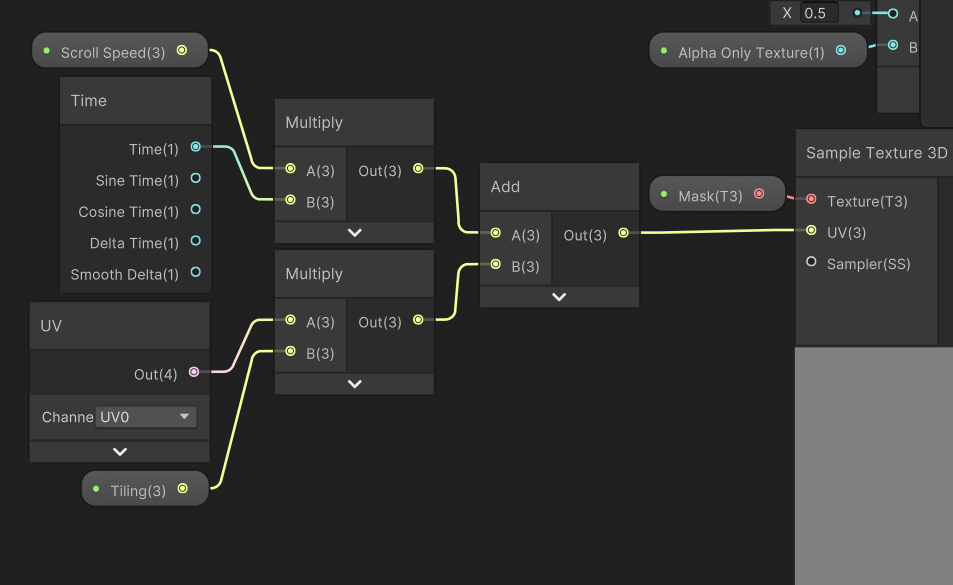 X 0.5
A
Scroll Speed(3)
Alpha Only Texture(1)
B
Time
Time(1)
Sine Time(1)
Cosine Time(1)
Delta Time(1)
Smooth Delta(1)
Multiply
A(3)
Out(3)
B(3)
Add
A(3)
Out(3)
B(3)
Mask(T3)
Sample Texture 3D
Texture(T3)
UV(3)
Sampler(SS)
Multiply
A(3)
Out(3)
B(3)
UV
Out(4)
Channe UV0
Tiling(3)